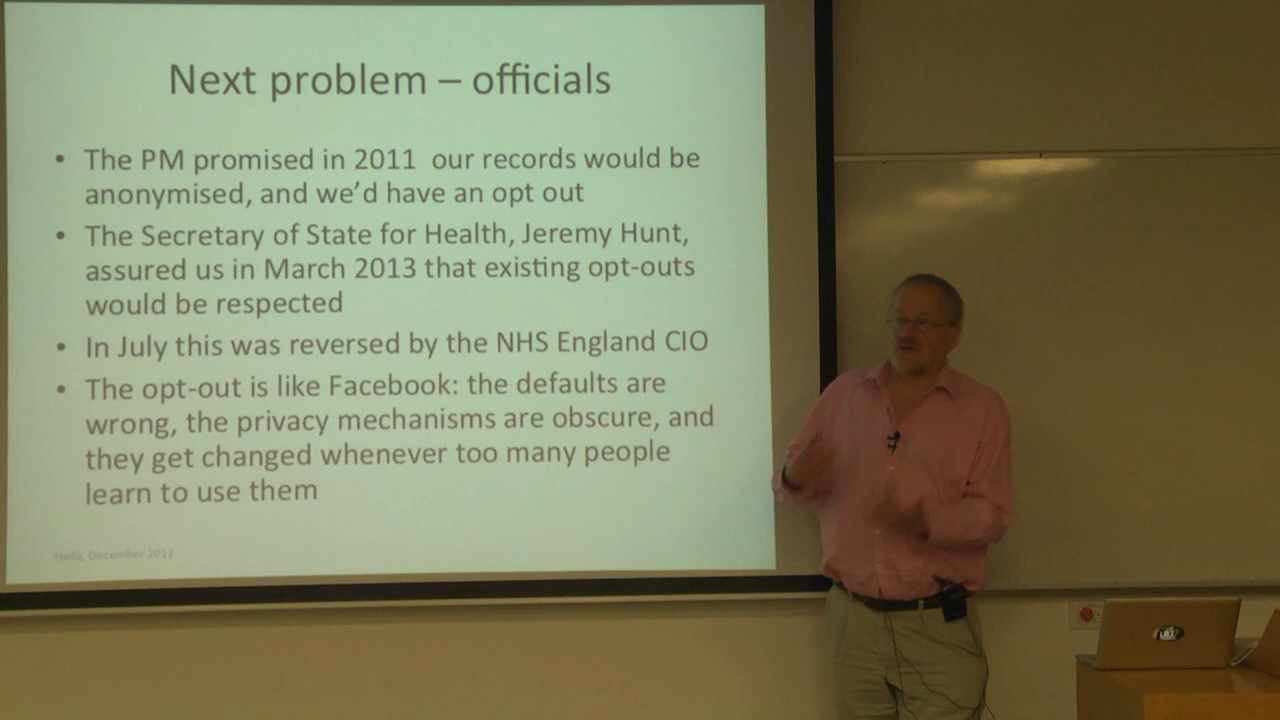 Next problem – officials
• The PM promised in 2011 our records would be
anonymised, and we’d have an opt out
• The Secretary of State for Health, Jeremy Hunt,
assured us in March 2013 that existing opt-outs
would be respected
• In July this was reversed by the NHS England CIO
• The opt-out is like Facebook: the defaults are
wrong, the privacy mechanisms are obscure, and
they get changed whenever too many people
learn to use them
Haifa, December 2013